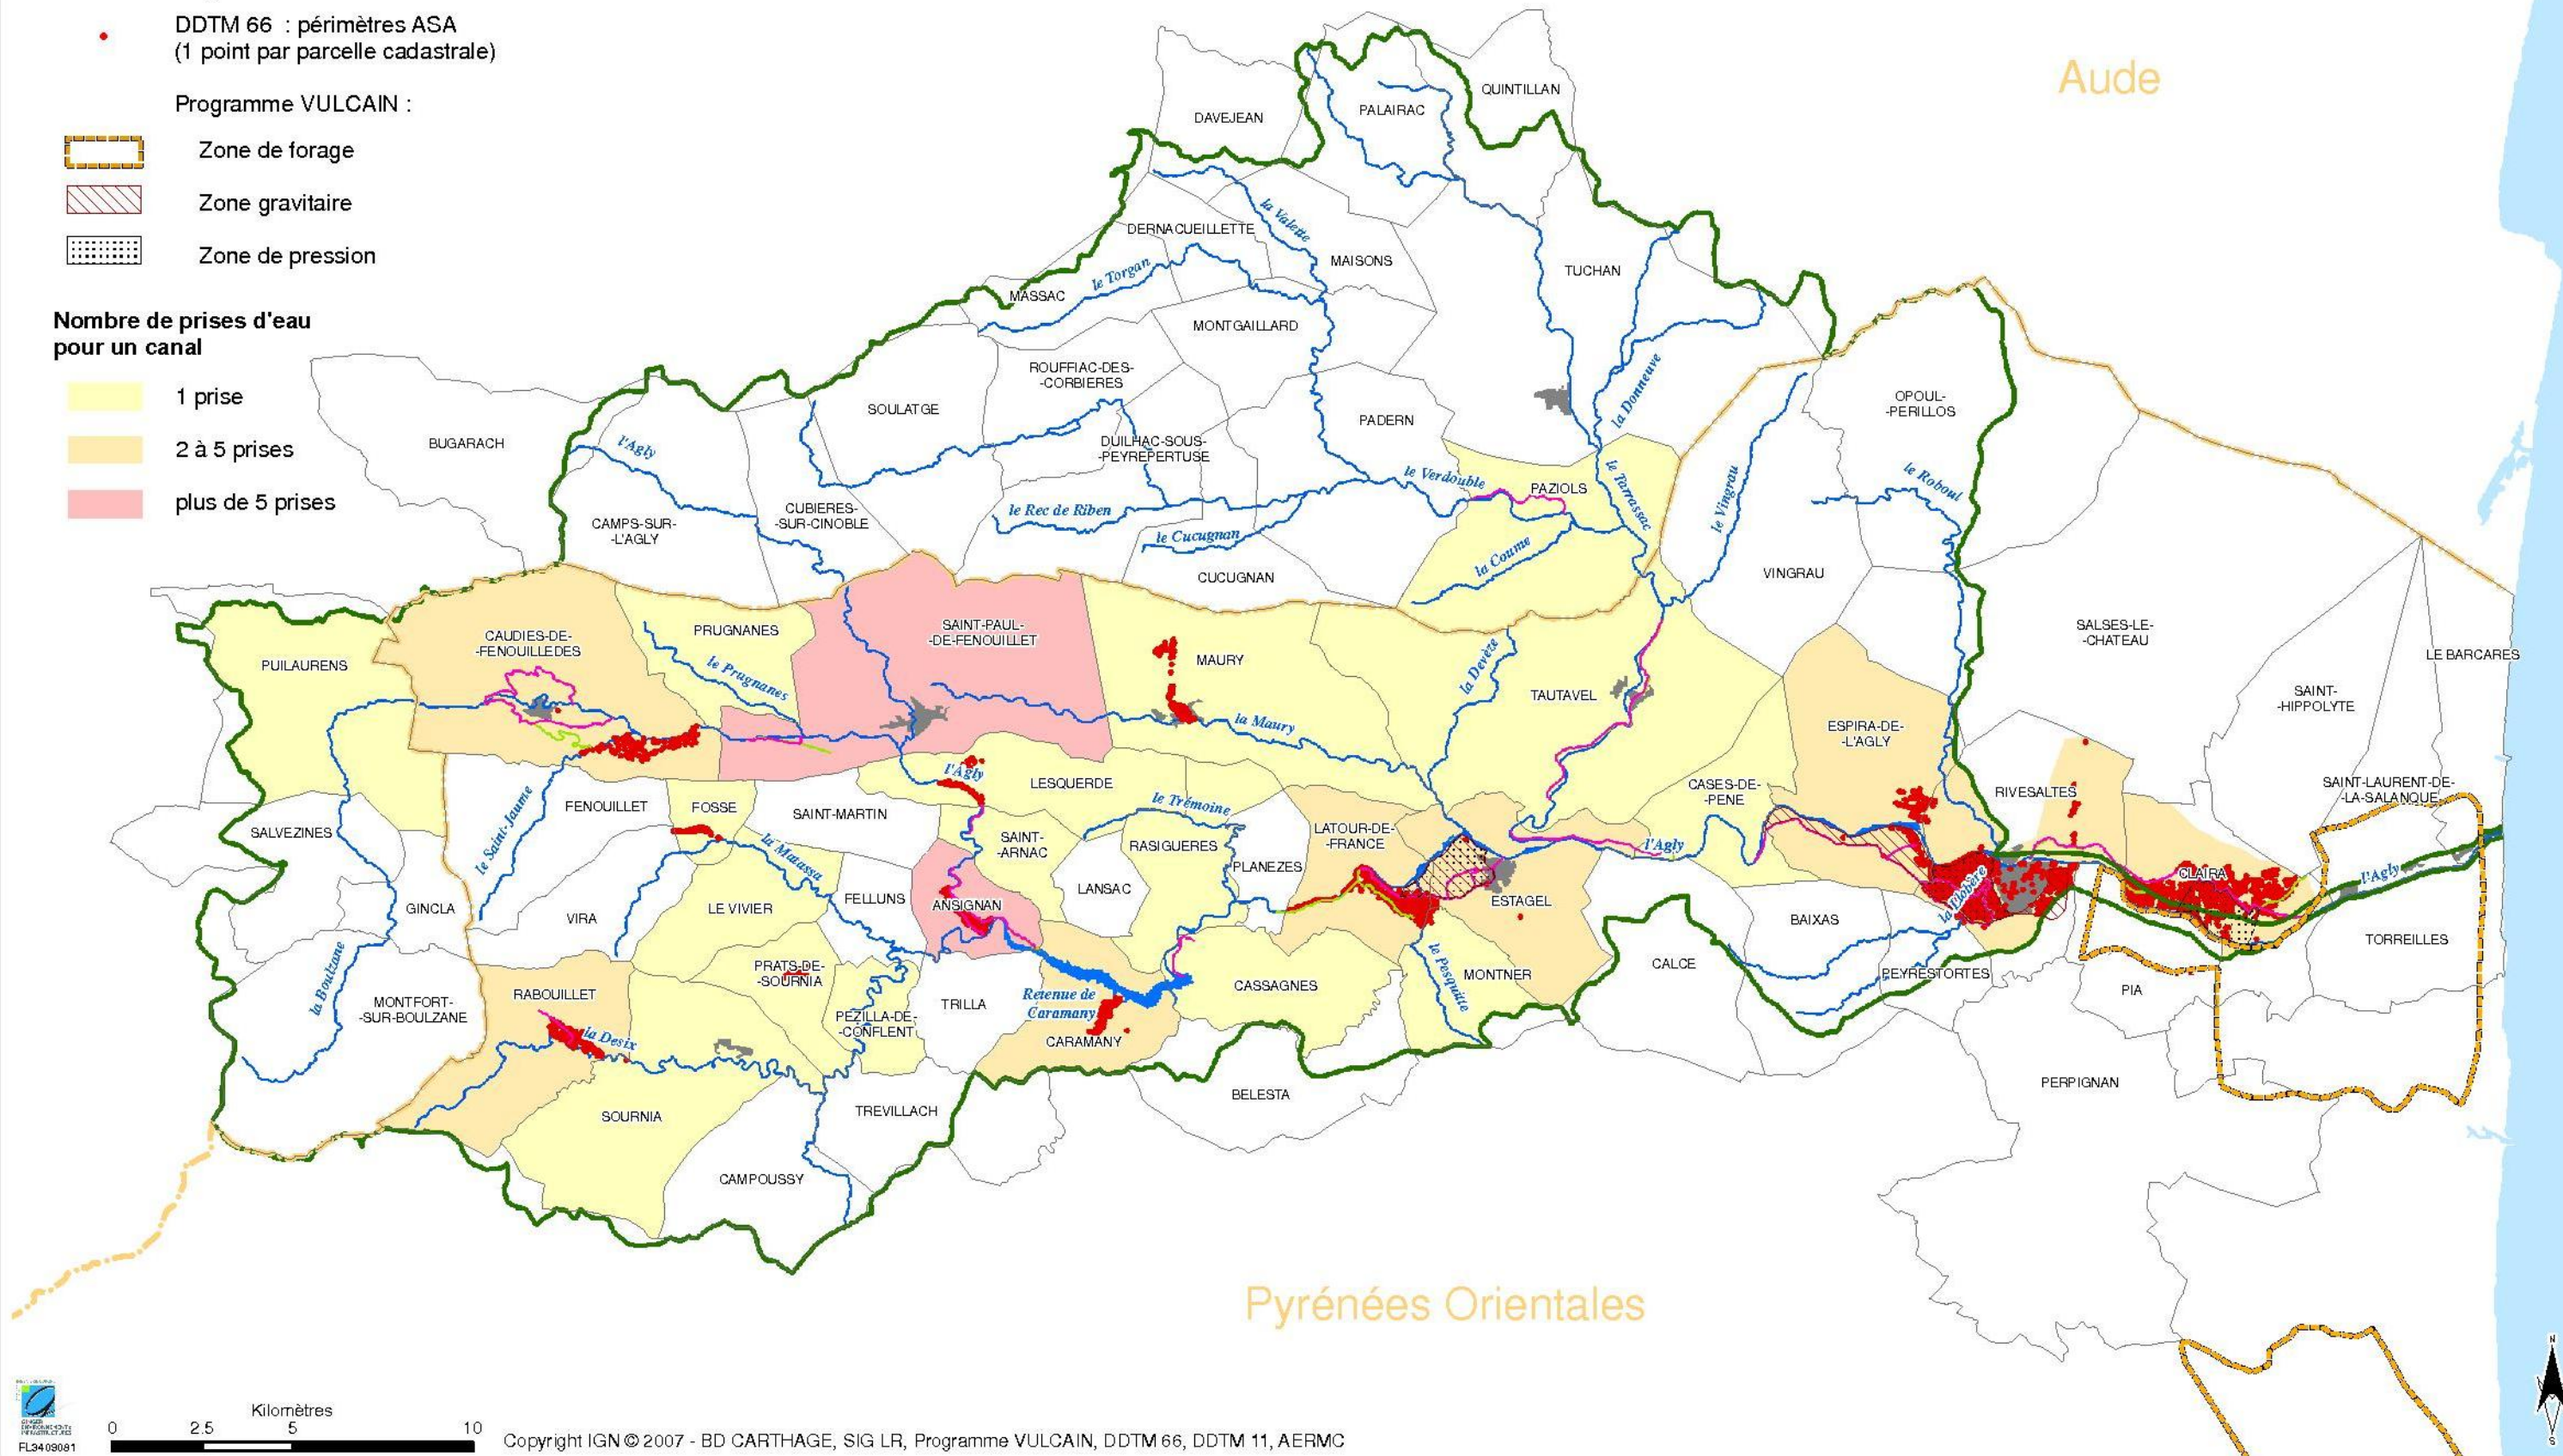 DDTM 66 : périmètres ASA
(1 point par parcelle cadastrale)
Programme VULCAIN :
Zone de forage
Zone gravitaire
Zone de pression
Nombre de prises d'eau
pour un canal
1 prise
2 à 5 prises
plus de 5 prises
Aude
QUINTILLAN
PALAIRAC
DAVEJEAN
la Valette
DERNACUEILLETTE
MAISONS
TUCHAN
le Torgan
MASSAC
MONTGAILLARD
ROUFFIAC-DES-
-CORBIERES
la Donneuve
SOULATGE
PADERN
OPOUL-
-PERILLOS
BUGARACH
l'Agly
DUILHAC-SOUS-
-PEYREPERTUSE
le Verdouble
PAZIOLS
le Tarrassac
le Vingrau
le Roboul
CAMPS-SUR-
-L'AGLY
CUBIERES-
-SUR-CINOBLE
le Rec de Riben
le Cucugnan
la Coume
CUCUGNAN
VINGRAU
PUILAURENS
CAUDIES-DE-
-FENOUILLEDES
PRUGNANES
le Prugnanes
SAINT-PAUL-
-DE-FENOUILLET
MAURY
la Maury
la Devèze
TAUTAVEL
SALSES-LE-
-CHATEAU
LE BARCARES
SAINT-
-HIPPOLYTE
ESPIRA-DE-
-L'AGLY
l'Agly
LESQUERDE
CASES-DE-
-PENE
RIVESALTES
SAINT-LAURENT-DE-
-LA-SALANQUE
SALVEZINES
le Saint-Jaume
FENOUILLET
FOSSE
SAINT-MARTIN
le Trémoine
SAINT-
-ARNAC
RASIGUERES
PLANEZES
LATOUR-DE-
-FRANCE
l'Agly
la Matassa
GINCLA
VIRA
LE VIVIER
FELLUNS
ANSIGNAN
LANSAC
ESTAGEL
BAIXAS
la Llobère
CLAIRA
l'Agly
TORREILLES
la Boulzane
MONTFORT-
-SUR-BOULZANE
RABOUILLET
la Desix
PRATS-DE-
-SOURNIA
PEZILLA-DE-
-CONFLENT
TRILLA
Retenue de
Caramany
CARAMANY
CASSAGNES
le Pesquitte
MONTNER
CALCE
PEYRESTORTES
PIA
SOURNIA
TREVILLACH
BELESTA
PERPIGNAN
CAMPOUSSY
Pyrénées Orientales
N
S
FL3409081
Kilomètres
0 2.5 5 10
Copyright IGN © 2007 - BD CARTHAGE, SIG LR, Programme VULCAIN, DDTM 66, DDTM 11, AERMC